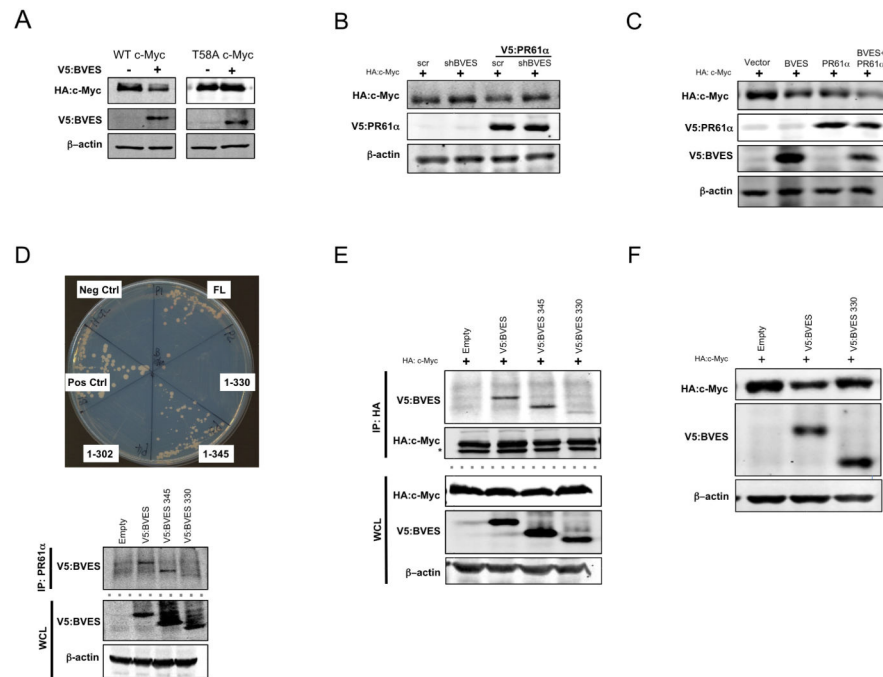 A
WT c-Myc T58A c-Myc
V5:BVES - + - +
HA:c-Myc
V5:BVES
β–actin
B
V5:PR61α
scr shBVES scr shBVES
HA:c-Myc + + + +
HA:c-Myc
V5:PR61α
β-actin
C
BVES+
Vector BVES PR61α PR61α
HA: c-Myc + + + +
HA:c-Myc
V5:PR61α
V5:BVES
β-actin
D
Neg Ctrl FL
Pos Ctrl 1-330
1-302 1-345
Empty V5:BVES V5:BVES 345 V5:BVES 330
IP: PR61α
V5:BVES
WCL
V5:BVES
β-actin
E
Empty V5:BVES V5:BVES 345 V5:BVES 330
HA: c-Myc + + + +
IP: HA
V5:BVES
HA:c-Myc
*
WCL
HA:c-Myc
V5:BVES
β–actin
F
Empty V5:BVES V5:BVES 330
HA:c-Myc + + +
HA:c-Myc
V5:BVES
β–actin